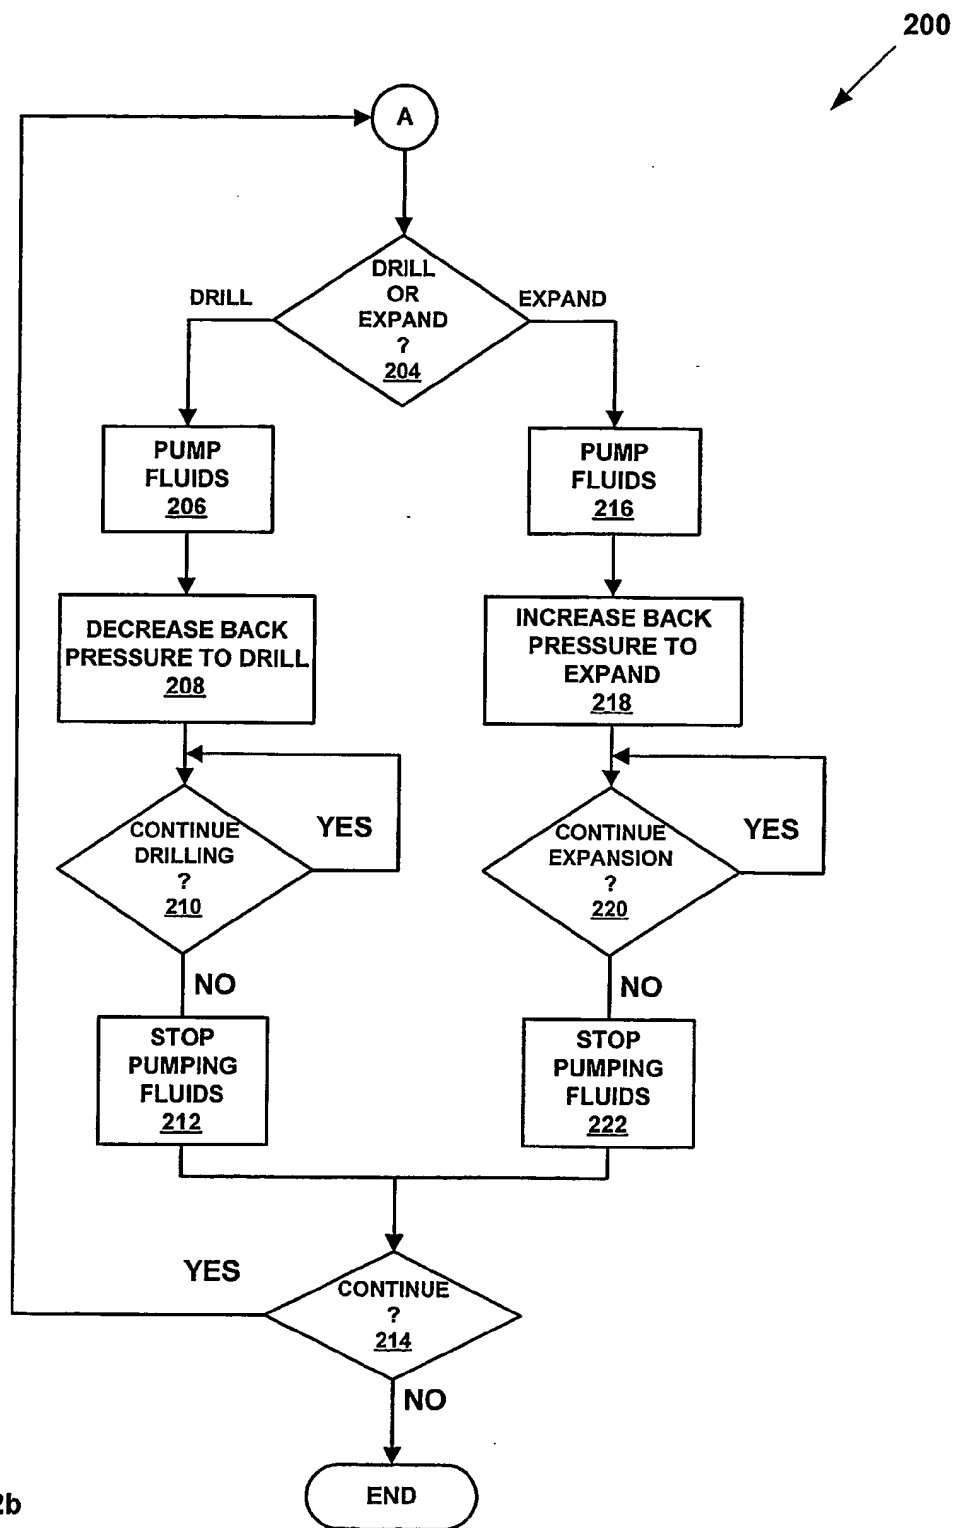 200
A
DRILL
OR
EXPAND
?
204
DRILL
EXPAND
PUMP
FLUIDS
206
PUMP
FLUIDS
216
DECREASE BACK
PRESSURE TO DRILL
208
INCREASE BACK
PRESSURE TO
EXPAND
218
CONTINUE
DRILLING
?
210
YES
CONTINUE
EXPANSION
?
220
YES
NO
NO
STOP
PUMPING
FLUIDS
212
STOP
PUMPING
FLUIDS
222
YES
CONTINUE
?
214
NO
END
2b